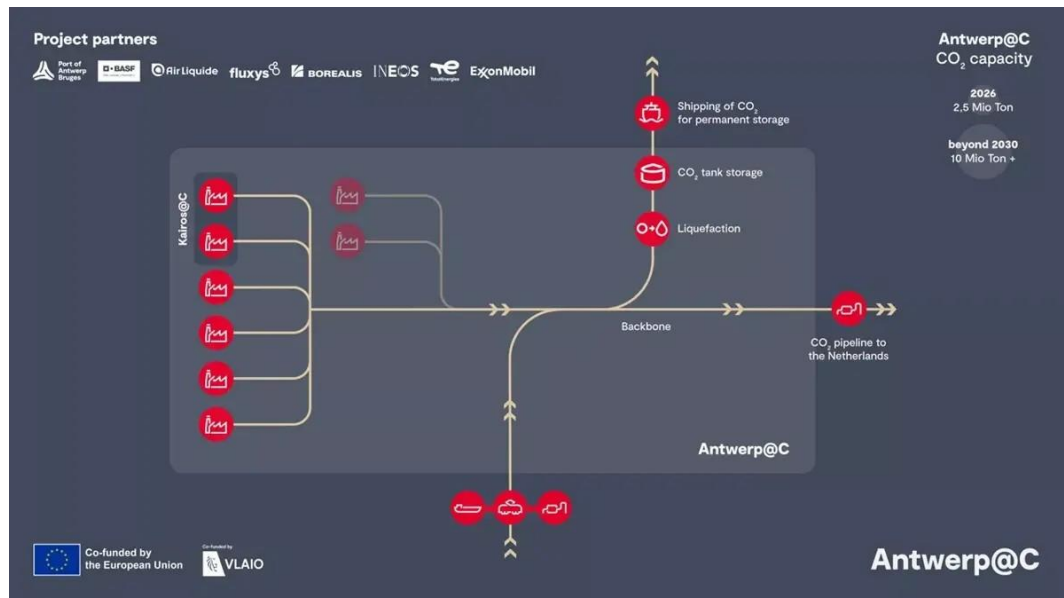 Project partners
Port of
Antwerp
Bruges
BASF
Air Liquide
fluxys
BOREALIS
INEOS
TotalEnergies
ExxonMobil
Antwerp@C
CO₂ capacity
2026
2,5 Mio Ton
beyond 2030
10 Mio Ton +
Shipping of CO₂
for permanent storage
CO₂ tank storage
Liquefaction
Kairos@C
Backbone
CO₂ pipeline to
the Netherlands
Antwerp@C
Co-funded by
the European Union
Co-funded by
VLAIO
Antwerp@C